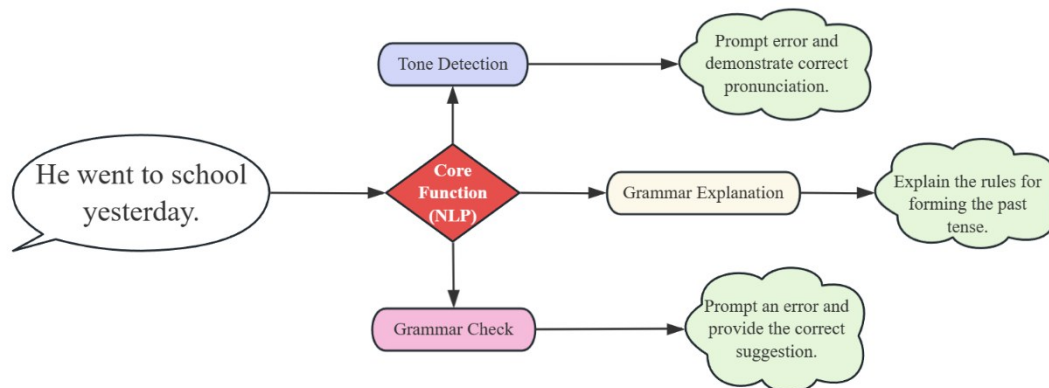 Prompt error and
demonstrate correct
pronunciation.
Tone Detection
He went to school
yesterday.
Core
Function
(NLP)
Grammar Explanation
Explain the rules for
forming the past
tense.
Grammar Check
Prompt an error and
provide the correct
suggestion.